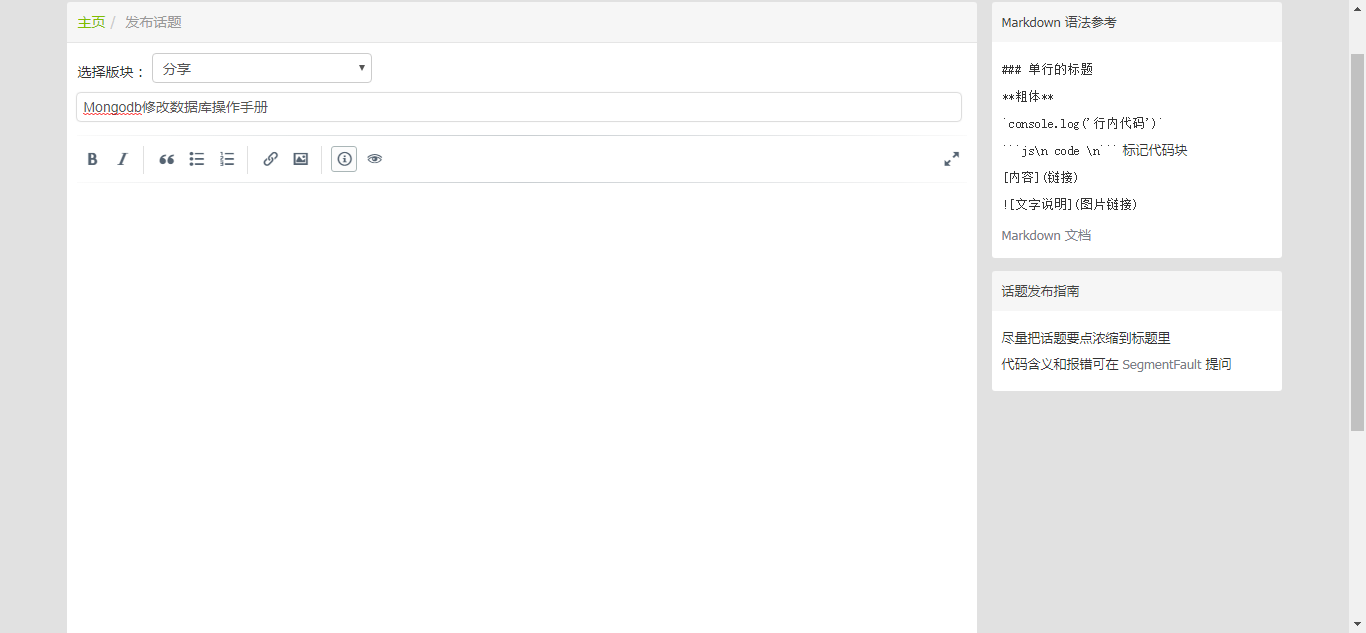 主页 / 发布话题
选择版块：
分享
Mongodb修改数据库操作手册
B I
Markdown 语法参考
### 单行的标题
**粗体**
`console.log('行内代码')`
```js\n code \n``` 标记代码块
[内容](链接)
![文字说明](图片链接)
Markdown 文档
话题发布指南
尽量把话题要点浓缩到标题里
代码含义和报错可在 SegmentFault 提问